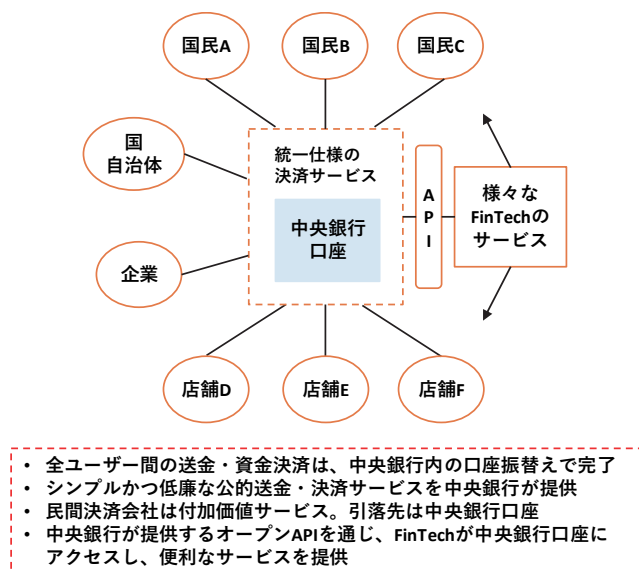 国民A
国民B
国民C
国
自治体
統一仕様の
決済サービス
中央銀行
口座
A
P
I
様々な
FinTechの
サービス
企業
店舗D
店舗E
店舗F
• 全ユーザー間の送金・資金決済は、中央銀行内の口座振替えで完了
• シンプルかつ低廉な公的送金・決済サービスを中央銀行が提供
• 民間決済会社は付加価値サービス。引落先は中央銀行口座
• 中央銀行が提供するオープンAPIを通じ、FinTechが中央銀行口座に
アクセスし、便利なサービスを提供